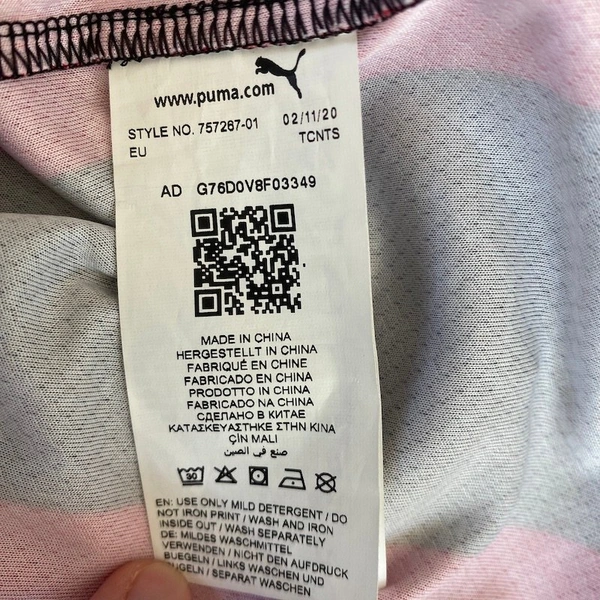 www.puma.com
STYLE NO. 757267-01
02/11/20
EU
TCNTS
AD G76D0V8F03349
MADE IN CHINA
HERGESTELLT IN CHINA
FABRIQUÉ EN CHINE
FABRICADO EN CHINA
PRODOTTO IN CHINA
FABRICADO NA CHINA
СДЕЛАНО В КИТАЕ
ΚΑΤΑΣΚΕΥΑΣΤΗΚΕ ΣΤΗΝ ΚΙΝΑ
ÇİN MALI
صنع في الصين
30
EN: USE ONLY MILD DETERGENT / DO
NOT IRON PRINT / WASH AND IRON
INSIDE OUT / WASH SEPARATELY
DE: MILDES WASCHMITTEL
VERWENDEN / NICHT DEN AUFDRUCK
BUEGELN / LINKS WASCHEN UND
BUEGELN / SEPARAT WASCHEN